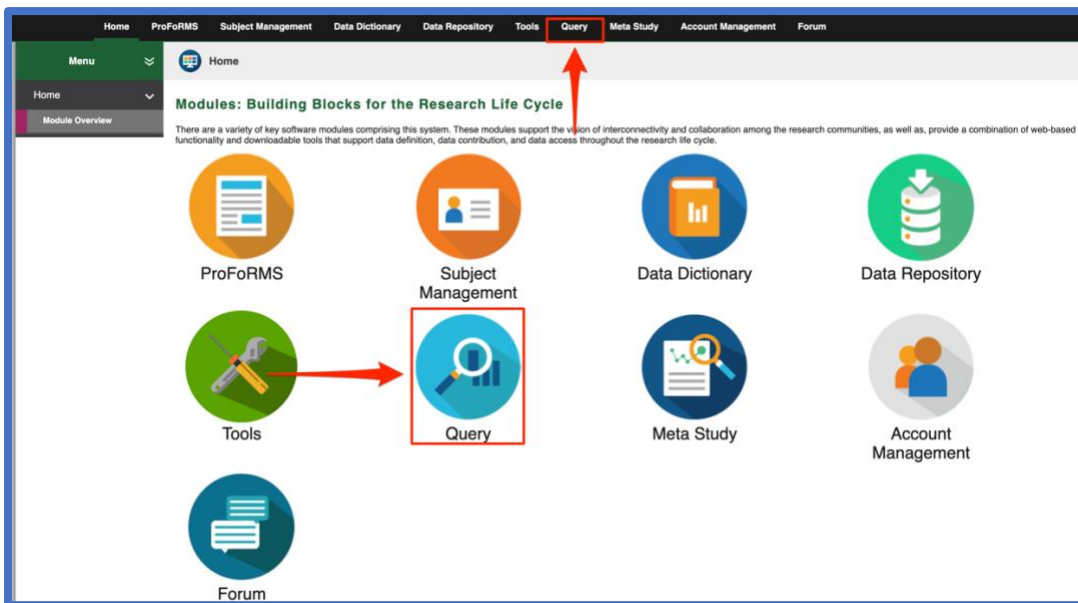 Home ProFoRMS Subject Management Data Dictionary Data Repository Tools Query Meta Study Account Management Forum
Menu
Home
Home
Module Overview
Modules: Building Blocks for the Research Life Cycle
There are a variety of key software modules comprising this system. These modules support the vision of interconnectivity and collaboration among the research communities, as well as, provide a combination of web-based
functionality and downloadable tools that support data definition, data contribution, and data access throughout the research life cycle.
ProFoRMS
Subject
Management
Data Dictionary
Data Repository
Tools
Query
Meta Study
Account
Management
Forum